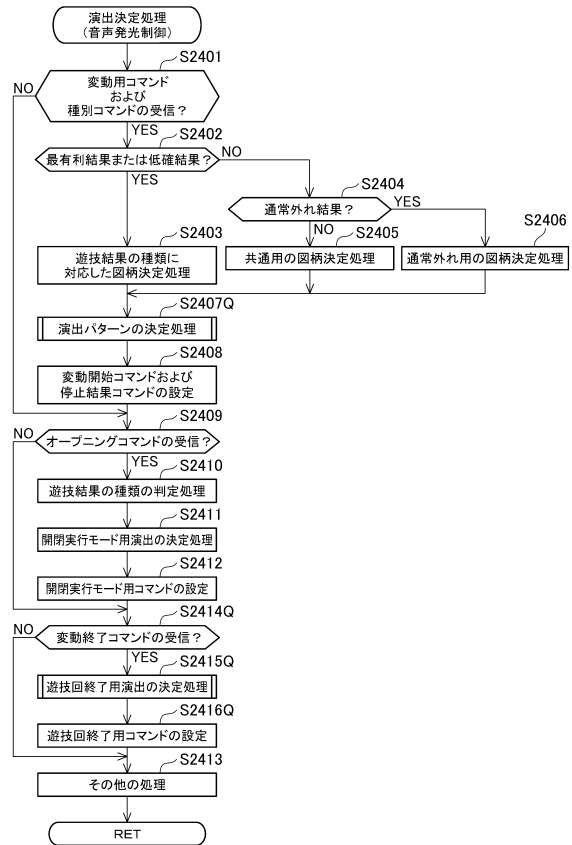 演出決定処理
(音声発光制御)
S2401
NO
変動用コマンド
および
種別コマンドの受信？
YES
S2402
最有利結果または低確結果？
NO
YES
S2404
通常外れ結果？
YES
NO
S2403
遊技結果の種類に
対応した図柄決定処理
S2405
共通用の図柄決定処理
S2406
通常外れ用の図柄決定処理
S2407Q
演出パターンの決定処理
S2408
変動開始コマンドおよび
停止結果コマンドの設定
S2409
NO
オープニングコマンドの受信？
YES
S2410
遊技結果の種類の判定処理
S2411
開閉実行モード用演出の決定処理
S2412
開閉実行モード用コマンドの設定
S2414Q
NO
変動終了コマンドの受信？
YES
S2415Q
遊技回終了用演出の決定処理
S2416Q
遊技回終了用コマンドの設定
S2413
その他の処理
RET